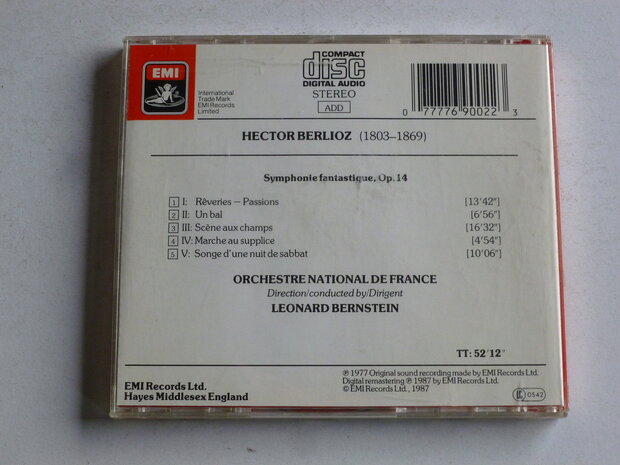 EMI
International
Trade Mark
EMI Records
Limited
COMPACT
disc
DIGITAL AUDIO
STEREO
ADD
0 77776 90022 3
HECTOR BERLIOZ (1803–1869)
Symphonie fantastique, Op. 14
1 I: Rêveries – Passions [13'42"]
2 II: Un bal [6'56"]
3 III: Scène aux champs [16'32"]
4 IV: Marche au supplice [4'54"]
5 V: Songe d'une nuit de sabbat [10'06"]
ORCHESTRE NATIONAL DE FRANCE
Direction/conducted by/Dirigent
LEONARD BERNSTEIN
TT: 52'12"
EMI Records Ltd.
Hayes Middlesex England
℗ 1977 Original sound recording made by EMI Records Ltd.
Digital remastering ℗ 1987 by EMI Records Ltd.
© EMI Records Ltd., 1987
LC 0542